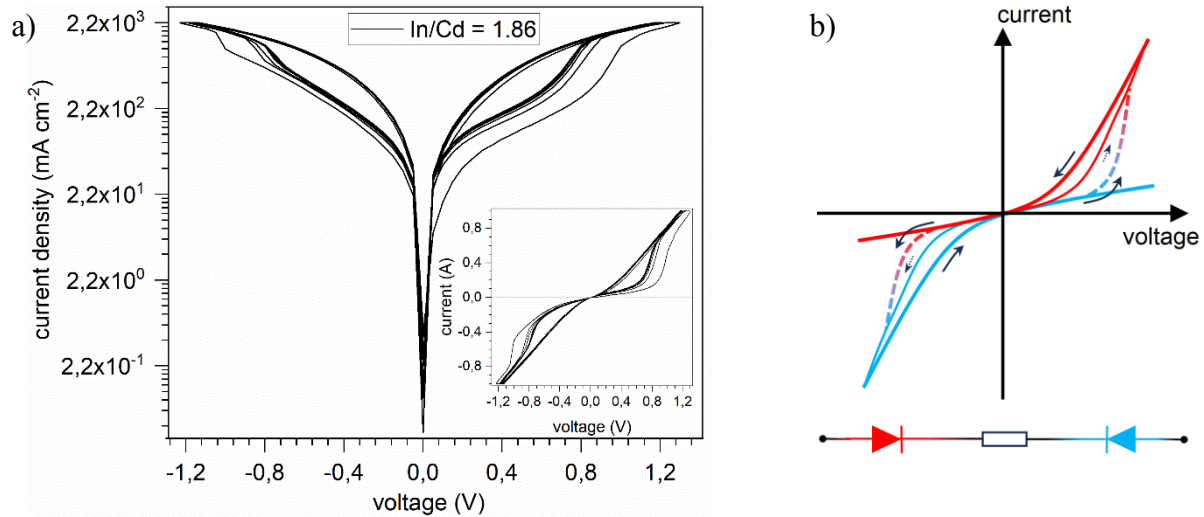 a)
In/Cd = 1.86
current density (mA cm⁻²)
2,2x10³
2,2x10²
2,2x10¹
2,2x10⁰
2,2x10⁻¹
-1,2 -0,8 -0,4 0,0 0,4 0,8 1,2
voltage (V)
current (A)
0.8
0.4
0.0
-0.4
-0.8
-1,2 -0,8 -0,4 0,0 0,4 0,8 1,2
voltage (V)
b)
current
voltage